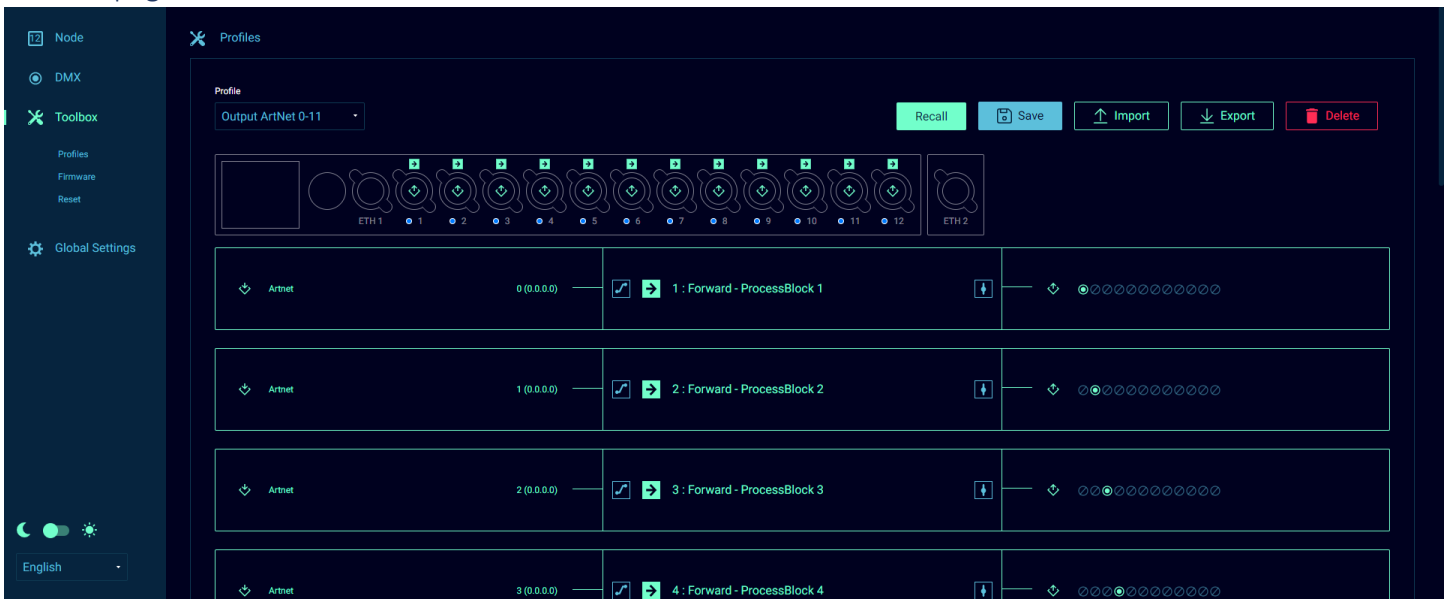 Node
Profiles
DMX
Profile
Toolbox
Output ArtNet 0-11
Recall
Save
Import
Export
Delete
Profiles
Firmware
Reset
ETH 1
1
2
3
4
5
6
7
8
9
10
11
12
ETH 2
Global Settings
Artnet
0 (0.0.0.0)
1 : Forward - ProcessBlock 1
Artnet
1 (0.0.0.0)
2 : Forward - ProcessBlock 2
Artnet
2 (0.0.0.0)
3 : Forward - ProcessBlock 3
English
Artnet
3 (0.0.0.0)
4 : Forward - ProcessBlock 4